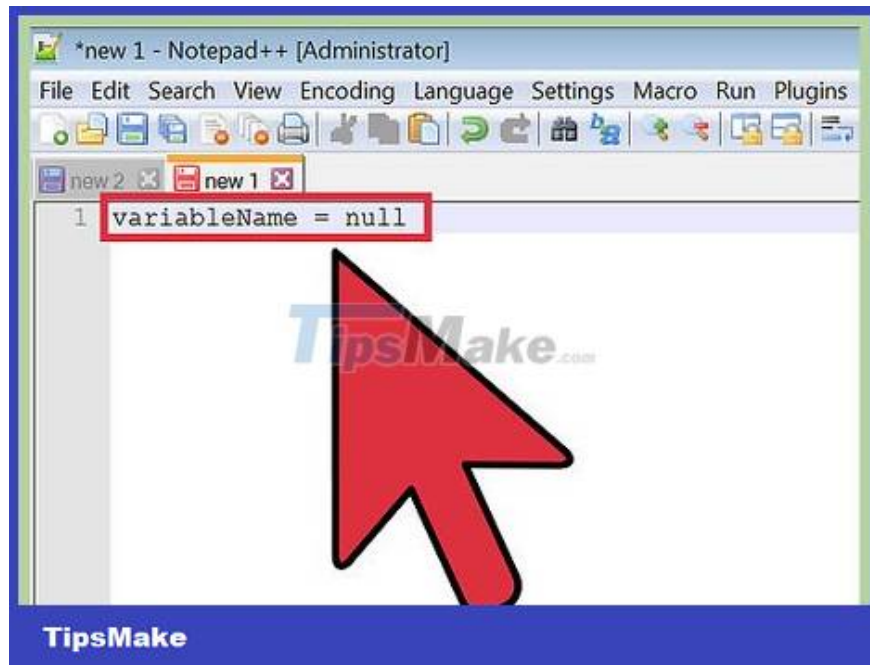 *new 1 - Notepad++ [Administrator]
File Edit Search View Encoding Language Settings Macro Run Plugins
new 2 new 1
1 variableName = null
TipsMake.com
TipsMake